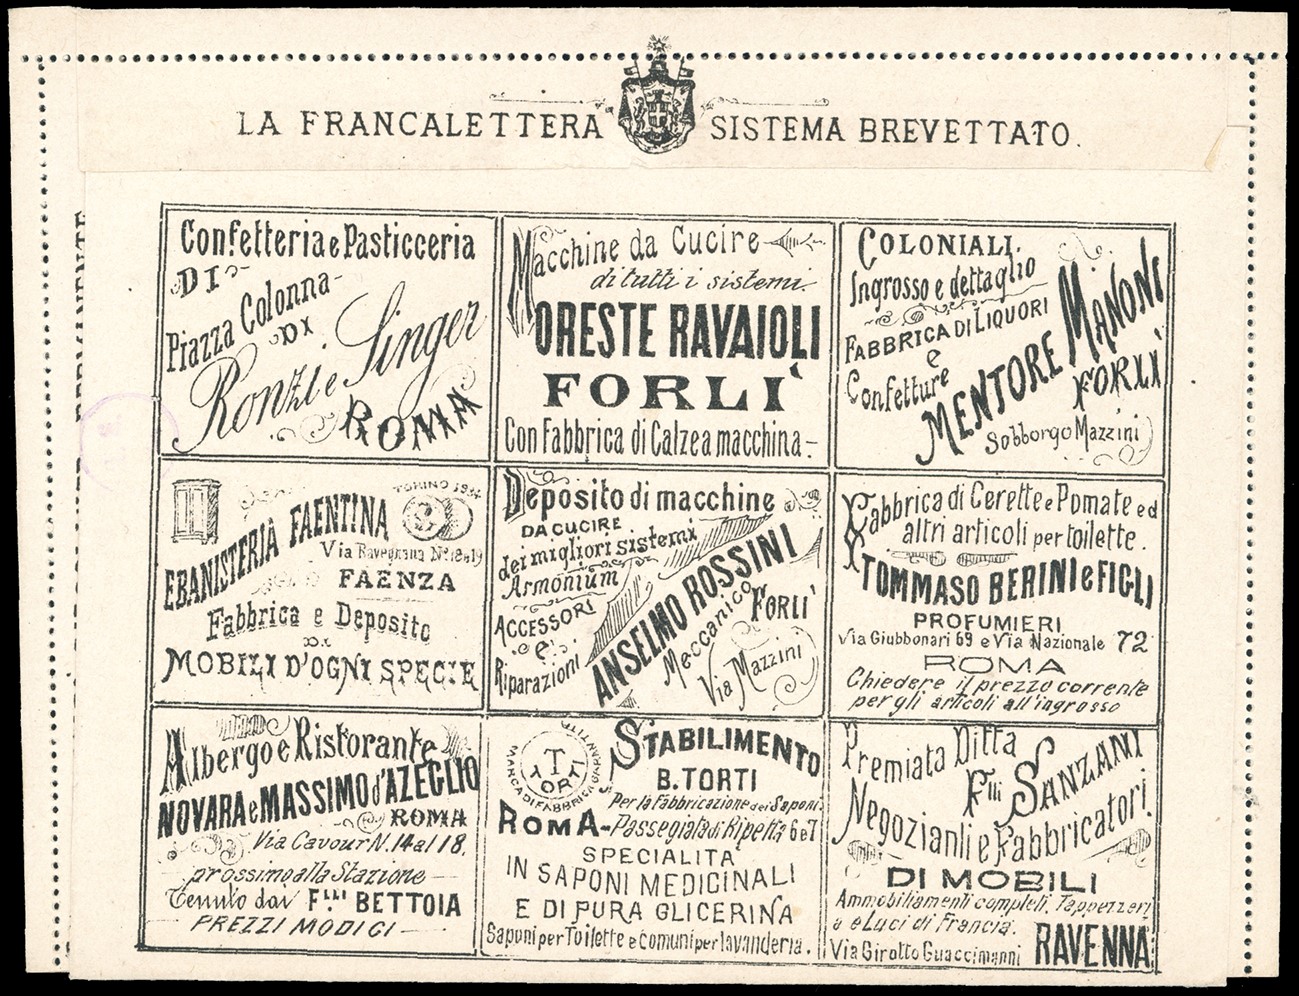 LA FRANCALETTERA SISTEMA BREVETTATO.
Confetteria e Pasticceria
DI
Piazza Colonna
DI
Ronzi e Singer
ROMA
Macchine da Cucire
di tutti i sistemi
ORESTE RAVAIOLI
FORLI'
Con Fabbrica di Calze a macchina
COLONIALI.
Ingrosso e dettaglio
FABBRICA DI LIQUORI
e
Confetture
MENTORE MANONI
FORLI'
Sobborgo Mazzini
TORINO
EBANISTERIA FAENTINA
Via Ravegnana No. 18 e 19
FAENZA
Fabbrica e Deposito
DI
MOBILI D'OGNI SPECIE
Deposito di macchine
DA CUCIRE
dei migliori sistemi
Armonium
ACCESSORI
e
Riparazioni
ANSELMO ROSSINI
Meccanico
FORLI'
Via Mazzini
Fabbrica di Cerette e Pomate ed
altri articoli per toilette.
TOMMASO BERINI e FIGLI
PROFUMIERI
Via Giubbonari 69 e Via Nazionale 72
ROMA
Chiedere il prezzo corrente
per gli articoli all'ingrosso
Albergo e Ristorante
NOVARA e MASSIMO d'AZEGLIO
ROMA
Via Cavour N. 14 al 18.
prossimo alla Stazione
Tenuto dai F.lli BETTOIA
PREZZI MODICI
MARCA DI FABBRICA GARANTITA
T
TORTI
STABILIMENTO
B. TORTI
Per la Fabbricazione dei Saponi.
ROMA - Passegiata di Ripetta 6 e 7
SPECIALITA'
IN SAPONI MEDICINALI
E DI PURA GLICERINA
Saponi per Toilette e comuni per lavanderia.
Premiata Ditta
F.lli SANZANI
Negozianti e Fabbricatori
DI MOBILI
Ammobiliamenti completi, Tappezzeri
a e Luci di Francia.
Via Girotto Guaccimanni RAVENNA